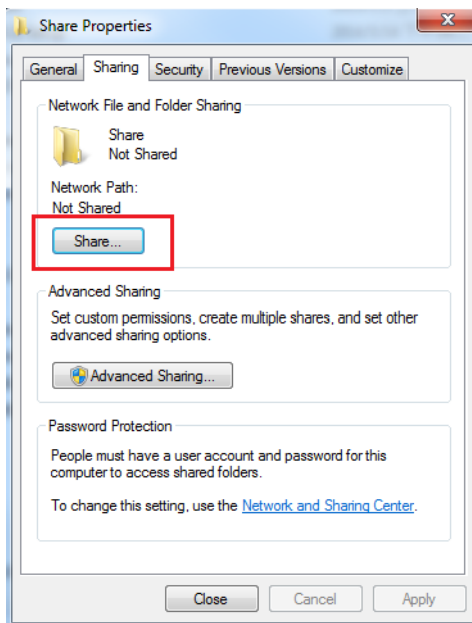 Share Properties
General Sharing Security Previous Versions Customize
Network File and Folder Sharing
Share
Not Shared
Network Path:
Not Shared
Share...
Advanced Sharing
Set custom permissions, create multiple shares, and set other
advanced sharing options.
Advanced Sharing...
Password Protection
People must have a user account and password for this
computer to access shared folders.
To change this setting, use the Network and Sharing Center.
Close Cancel Apply